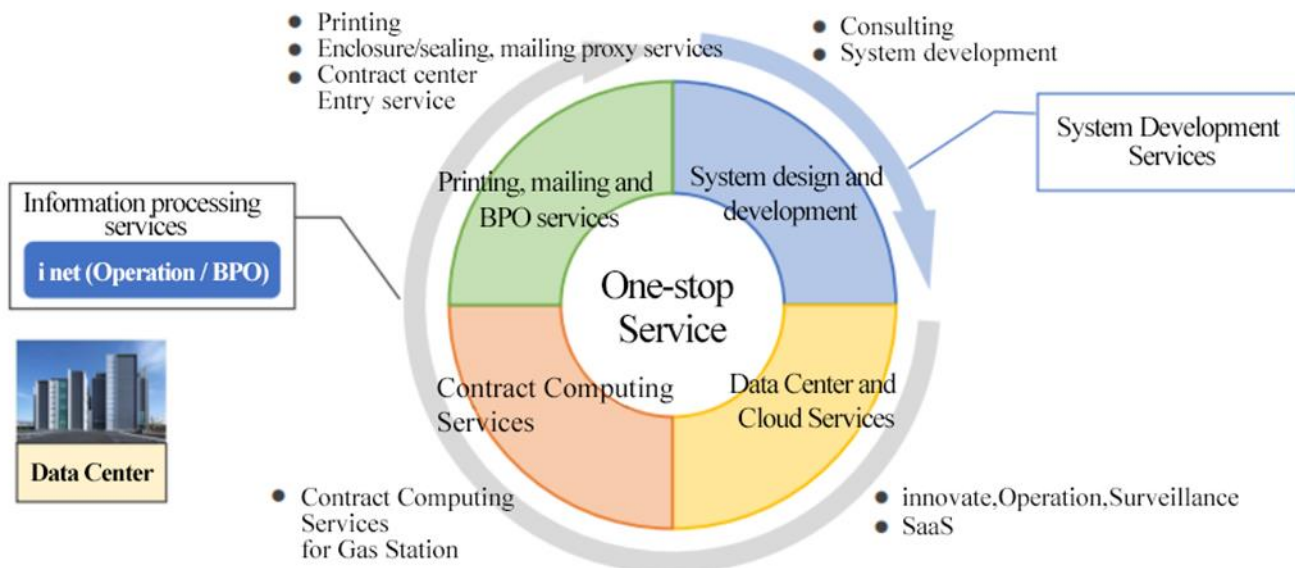 Printing
Enclosure/sealing, mailing proxy services
Contract center
Entry service
Consulting
System development
System Development
Services
Information processing
services
i net (Operation / BPO)
Printing, mailing and
BPO services
System design and
development
One-stop
Service
Contract Computing
Services
Data Center and
Cloud Services
Data Center
Contract Computing
Services
for Gas Station
innovate,Operation,Surveillance
SaaS